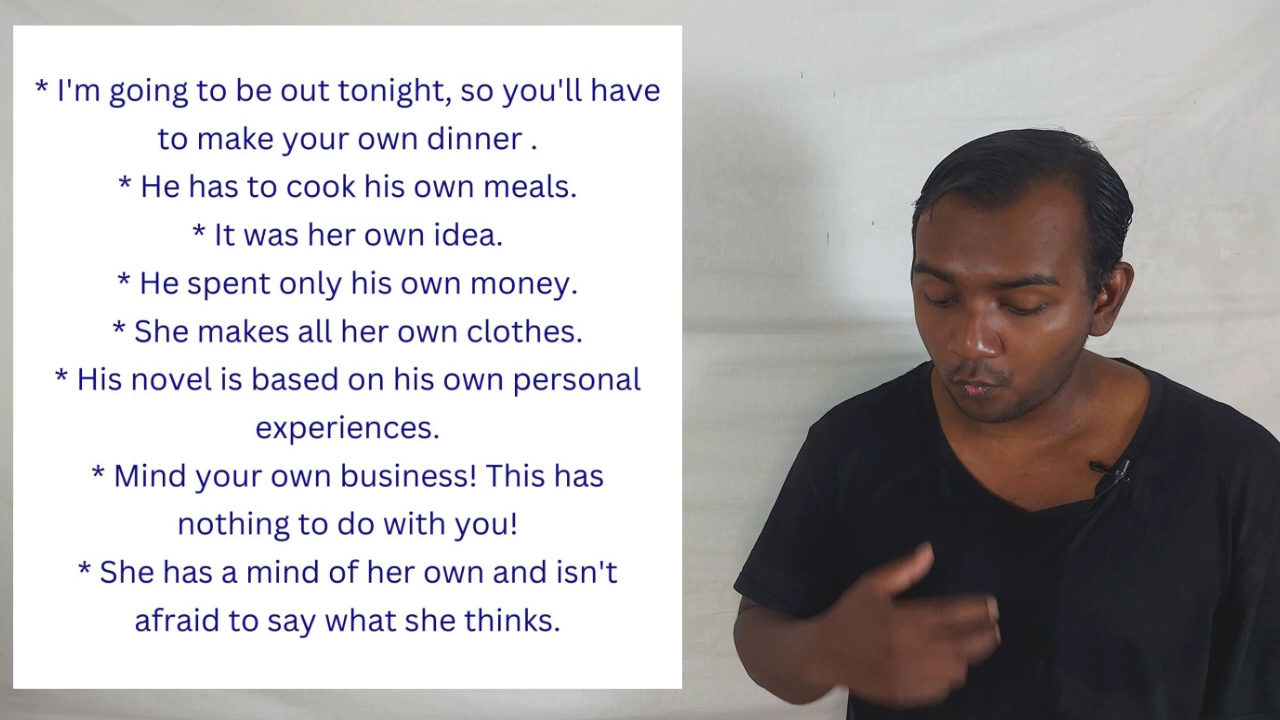 * I'm going to be out tonight, so you'll have
to make your own dinner .
* He has to cook his own meals.
* It was her own idea.
* He spent only his own money.
* She makes all her own clothes.
* His novel is based on his own personal
experiences.
* Mind your own business! This has
nothing to do with you!
* She has a mind of her own and isn't
afraid to say what she thinks.